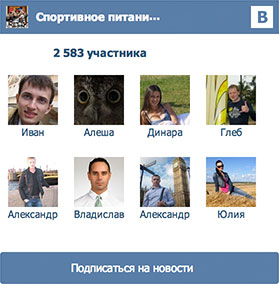 Спортивное питани...
B
2 583 участника
Иван Алеша Динара Глеб
Александр Владислав Александр Юлия
Подписаться на новости